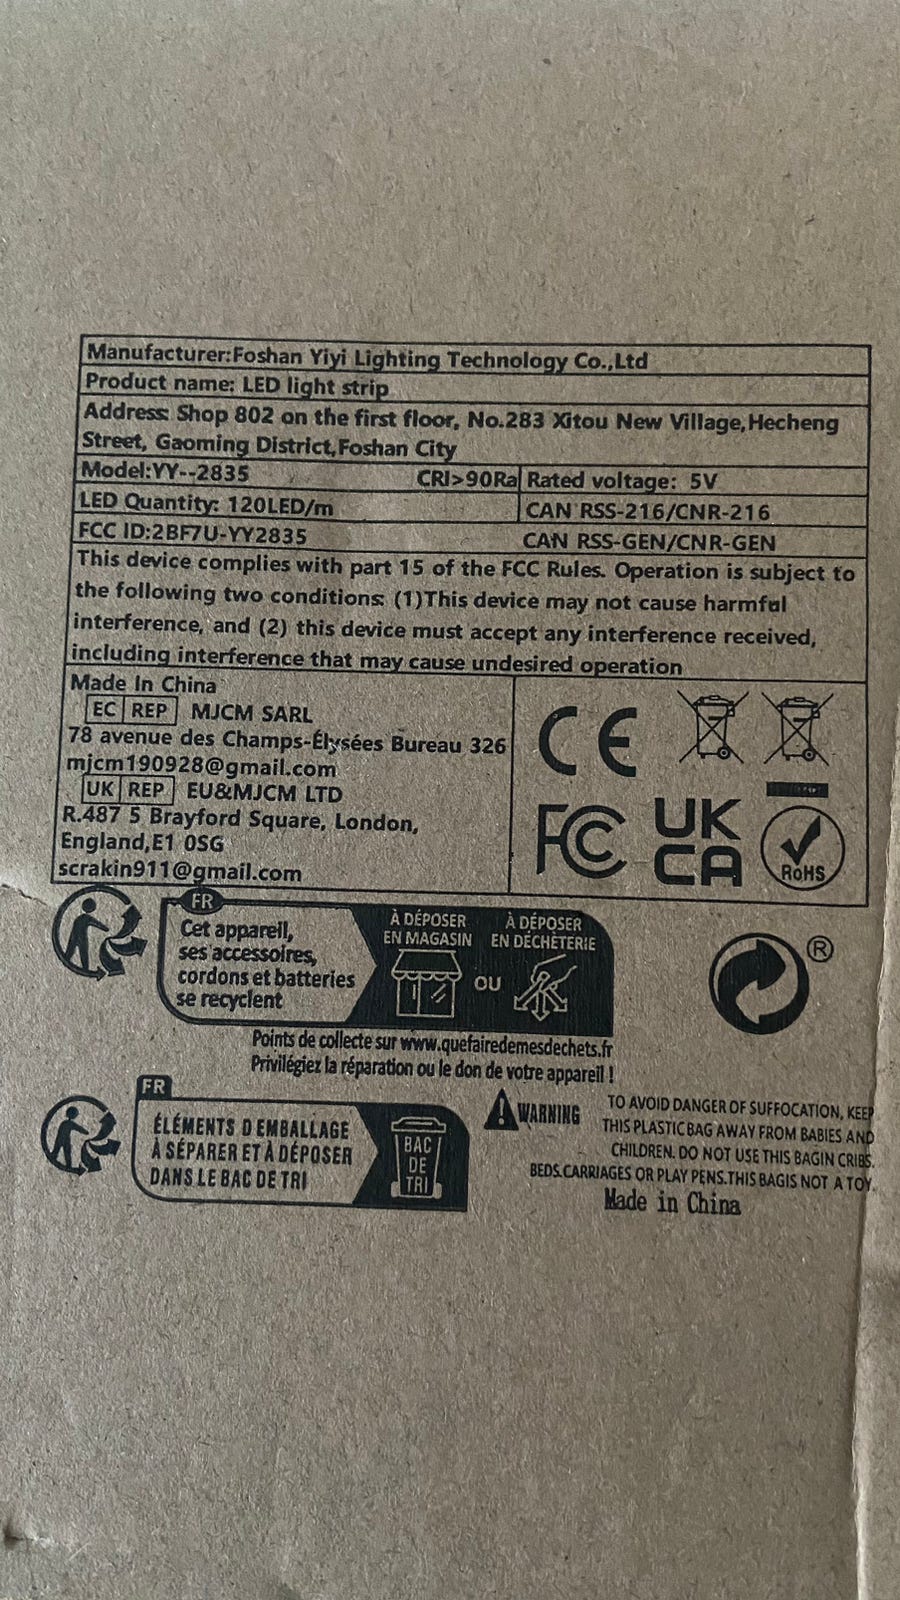 Manufacturer:Foshan Yiyi Lighting Technology Co.,Ltd
Product name: LED light strip
Address: Shop 802 on the first floor, No.283 Xitou New Village,Hecheng
Street, Gaoming District,Foshan City
Model:YY--2835 CRI>90Ra Rated voltage: 5V
LED Quantity: 120LED/m CAN RSS-216/CNR-216
FCC ID:2BF7U-YY2835 CAN RSS-GEN/CNR-GEN
This device complies with part 15 of the FCC Rules. Operation is subject to
the following two conditions: (1)This device may not cause harmful
interference, and (2) this device must accept any interference received,
including interference that may cause undesired operation
Made In China
EC REP MJCM SARL
78 avenue des Champs-Élysées Bureau 326
mjcm190928@gmail.com
UK REP EU&MJCM LTD
R.487 5 Brayford Square, London,
England,E1 0SG
scrakin911@gmail.com
CE
FC
UK
CA
RoHS
FR
Cet appareil,
ses accessoires,
cordons et batteries
se recyclent
À DÉPOSER
EN MAGASIN
OU
À DÉPOSER
EN DÉCHÈTERIE
®
Points de collecte sur www.quefairedemesdechets.fr
Privilégiez la réparation ou le don de votre appareil !
FR
ÉLÉMENTS D EMBALLAGE
À SÉPARER ET À DÉPOSER
DANS LE BAC DE TRI
BAC
DE
TRI
WARNING
TO AVOID DANGER OF SUFFOCATION, KEEP
THIS PLASTIC BAG AWAY FROM BABIES AND
CHILDREN. DO NOT USE THIS BAGIN CRIBS.
BEDS.CARRIAGES OR PLAY PENS.THIS BAGIS NOT A TOY.
Made in China